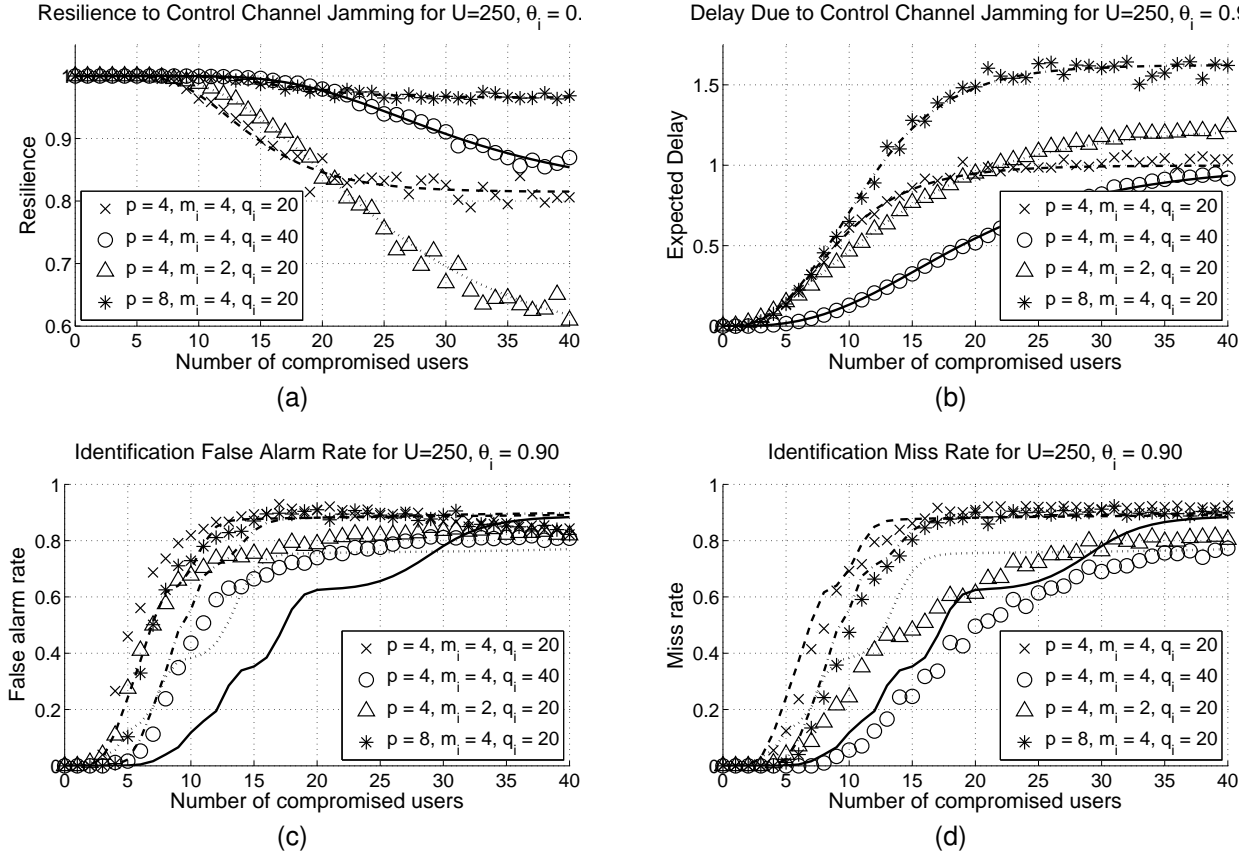 Resilience to Control Channel Jamming for U=250, θi = 0.
1
0.9
0.8
0.7
0.6
Resilience
p = 4, mi = 4, qi = 20
p = 4, mi = 4, qi = 40
p = 4, mi = 2, qi = 20
p = 8, mi = 4, qi = 20
0 5 10 15 20 25 30 35 40
Number of compromised users
(a)
Delay Due to Control Channel Jamming for U=250, θi = 0.9
1.5
1
0.5
0
Expected Delay
p = 4, mi = 4, qi = 20
p = 4, mi = 4, qi = 40
p = 4, mi = 2, qi = 20
p = 8, mi = 4, qi = 20
0 5 10 15 20 25 30 35 40
Number of compromised users
(b)
Identification False Alarm Rate for U=250, θi = 0.90
1
0.8
0.6
0.4
0.2
0
False alarm rate
p = 4, mi = 4, qi = 20
p = 4, mi = 4, qi = 40
p = 4, mi = 2, qi = 20
p = 8, mi = 4, qi = 20
0 5 10 15 20 25 30 35 40
Number of compromised users
(c)
Identification Miss Rate for U=250, θi = 0.90
1
0.8
0.6
0.4
0.2
0
Miss rate
p = 4, mi = 4, qi = 20
p = 4, mi = 4, qi = 40
p = 4, mi = 2, qi = 20
p = 8, mi = 4, qi = 20
0 5 10 15 20 25 30 35 40
Number of compromised users
(d)